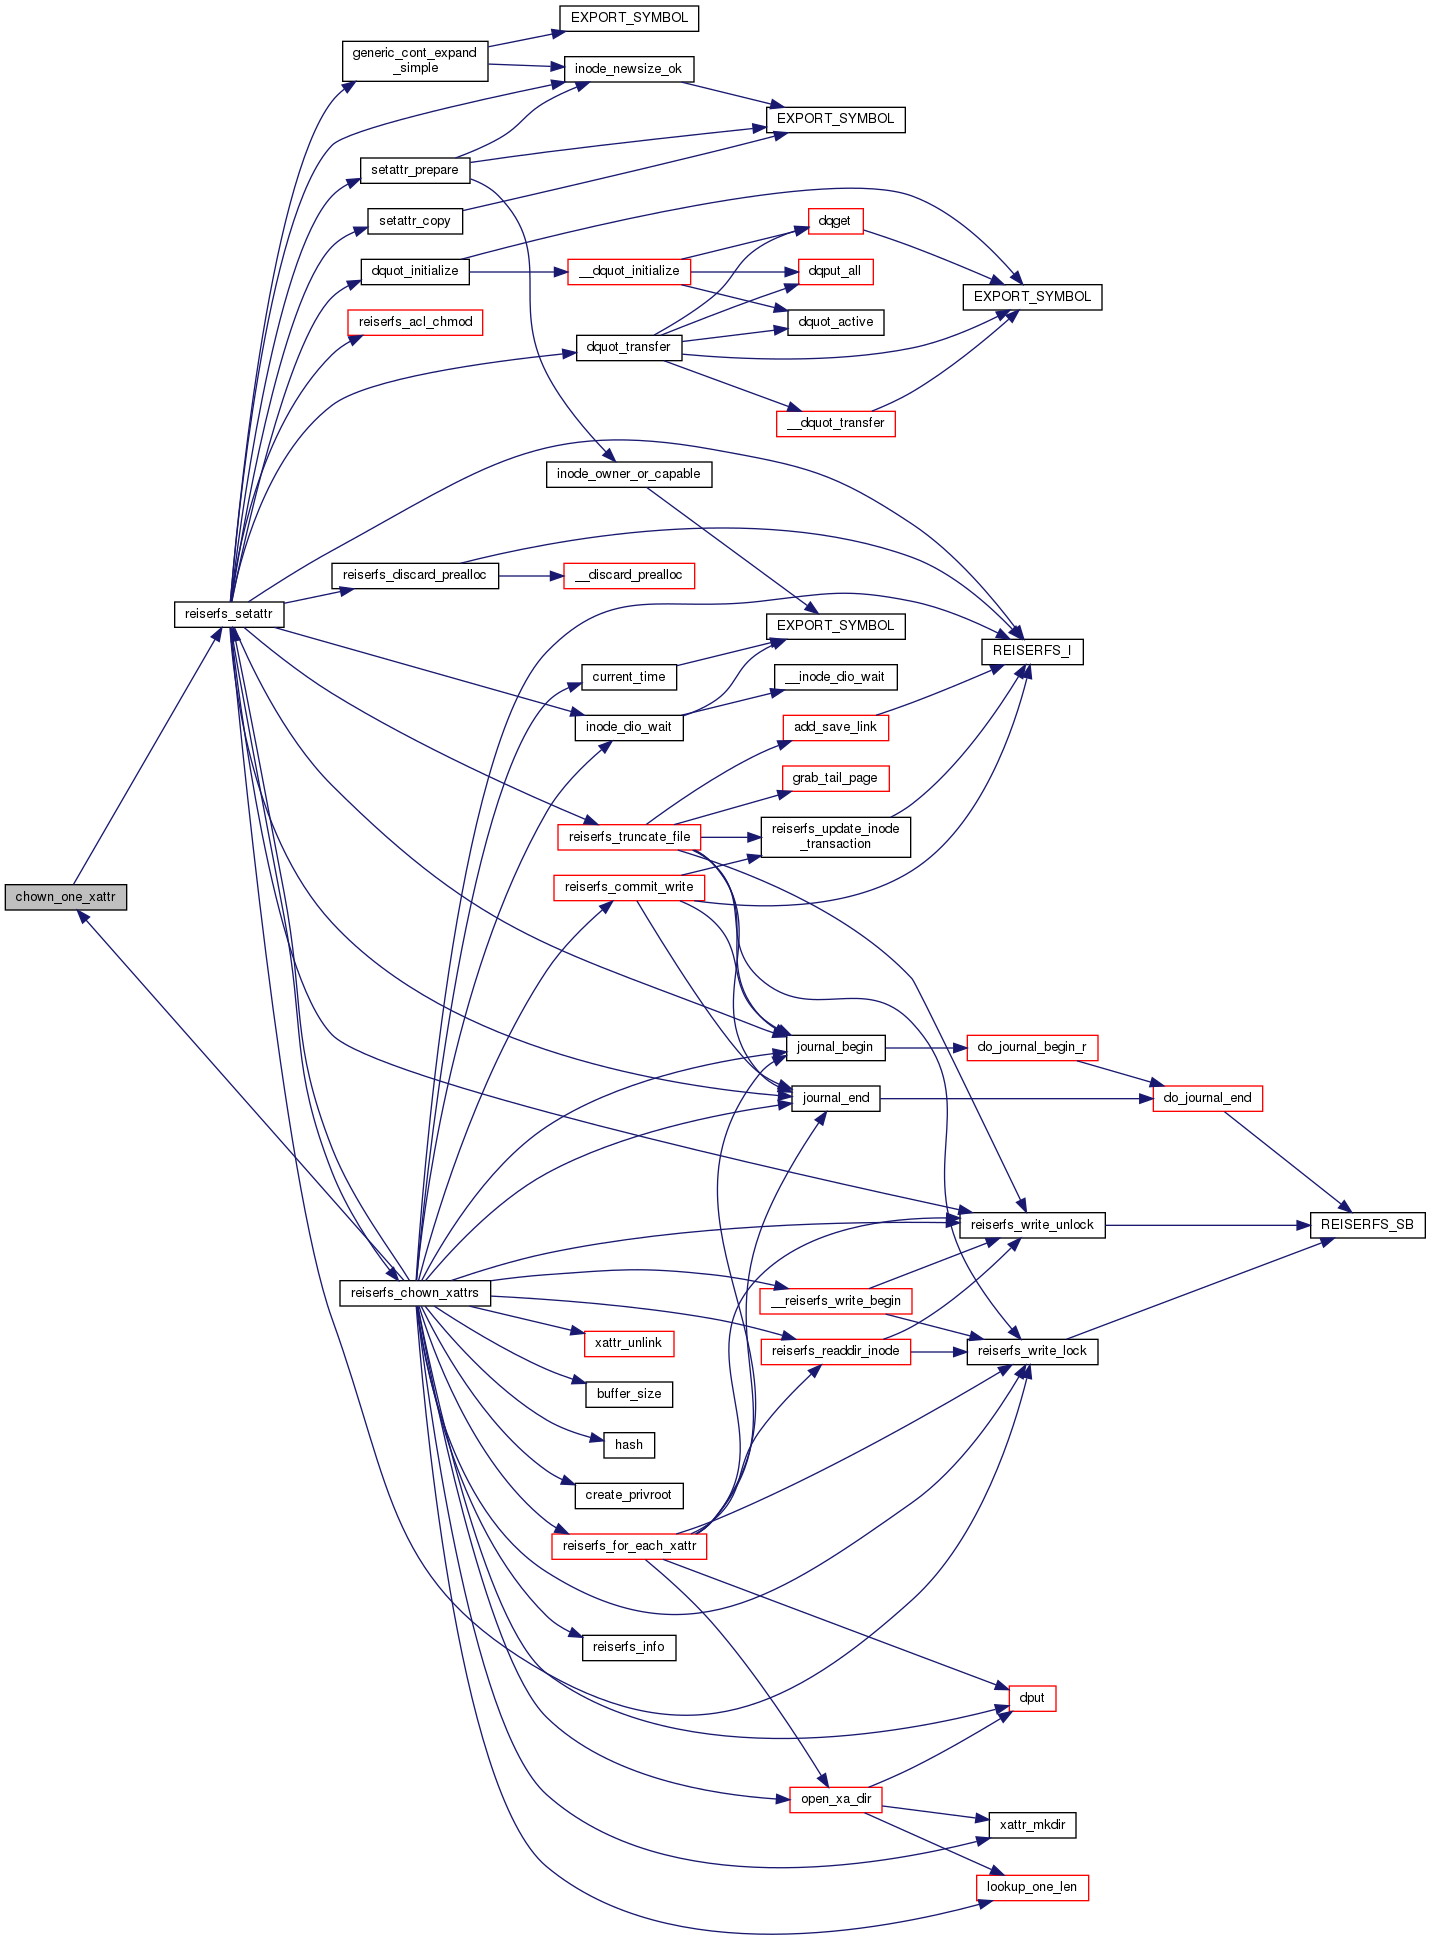 EXPORT_SYMBOL
generic_cont_expand
_simple
inode_newsize_ok
EXPORT_SYMBOL
setattr_prepare
setattr_copy
dqget
dquot_initialize
__dquot_initialize
dqput_all
EXPORT_SYMBOL
reiserfs_acl_chmod
dquot_active
dquot_transfer
__dquot_transfer
inode_owner_or_capable
reiserfs_discard_prealloc
__discard_prealloc
reiserfs_setattr
EXPORT_SYMBOL
REISERFS_I
current_time
__inode_dio_wait
inode_dio_wait
add_save_link
grab_tail_page
reiserfs_truncate_file
reiserfs_update_inode
_transaction
reiserfs_commit_write
chown_one_xattr
journal_begin
do_journal_begin_r
journal_end
do_journal_end
reiserfs_write_unlock
REISERFS_SB
reiserfs_chown_xattrs
__reiserfs_write_begin
xattr_unlink
reiserfs_readdir_inode
reiserfs_write_lock
buffer_size
hash
create_privroot
reiserfs_for_each_xattr
reiserfs_info
dput
open_xa_dir
xattr_mkdir
lookup_one_len